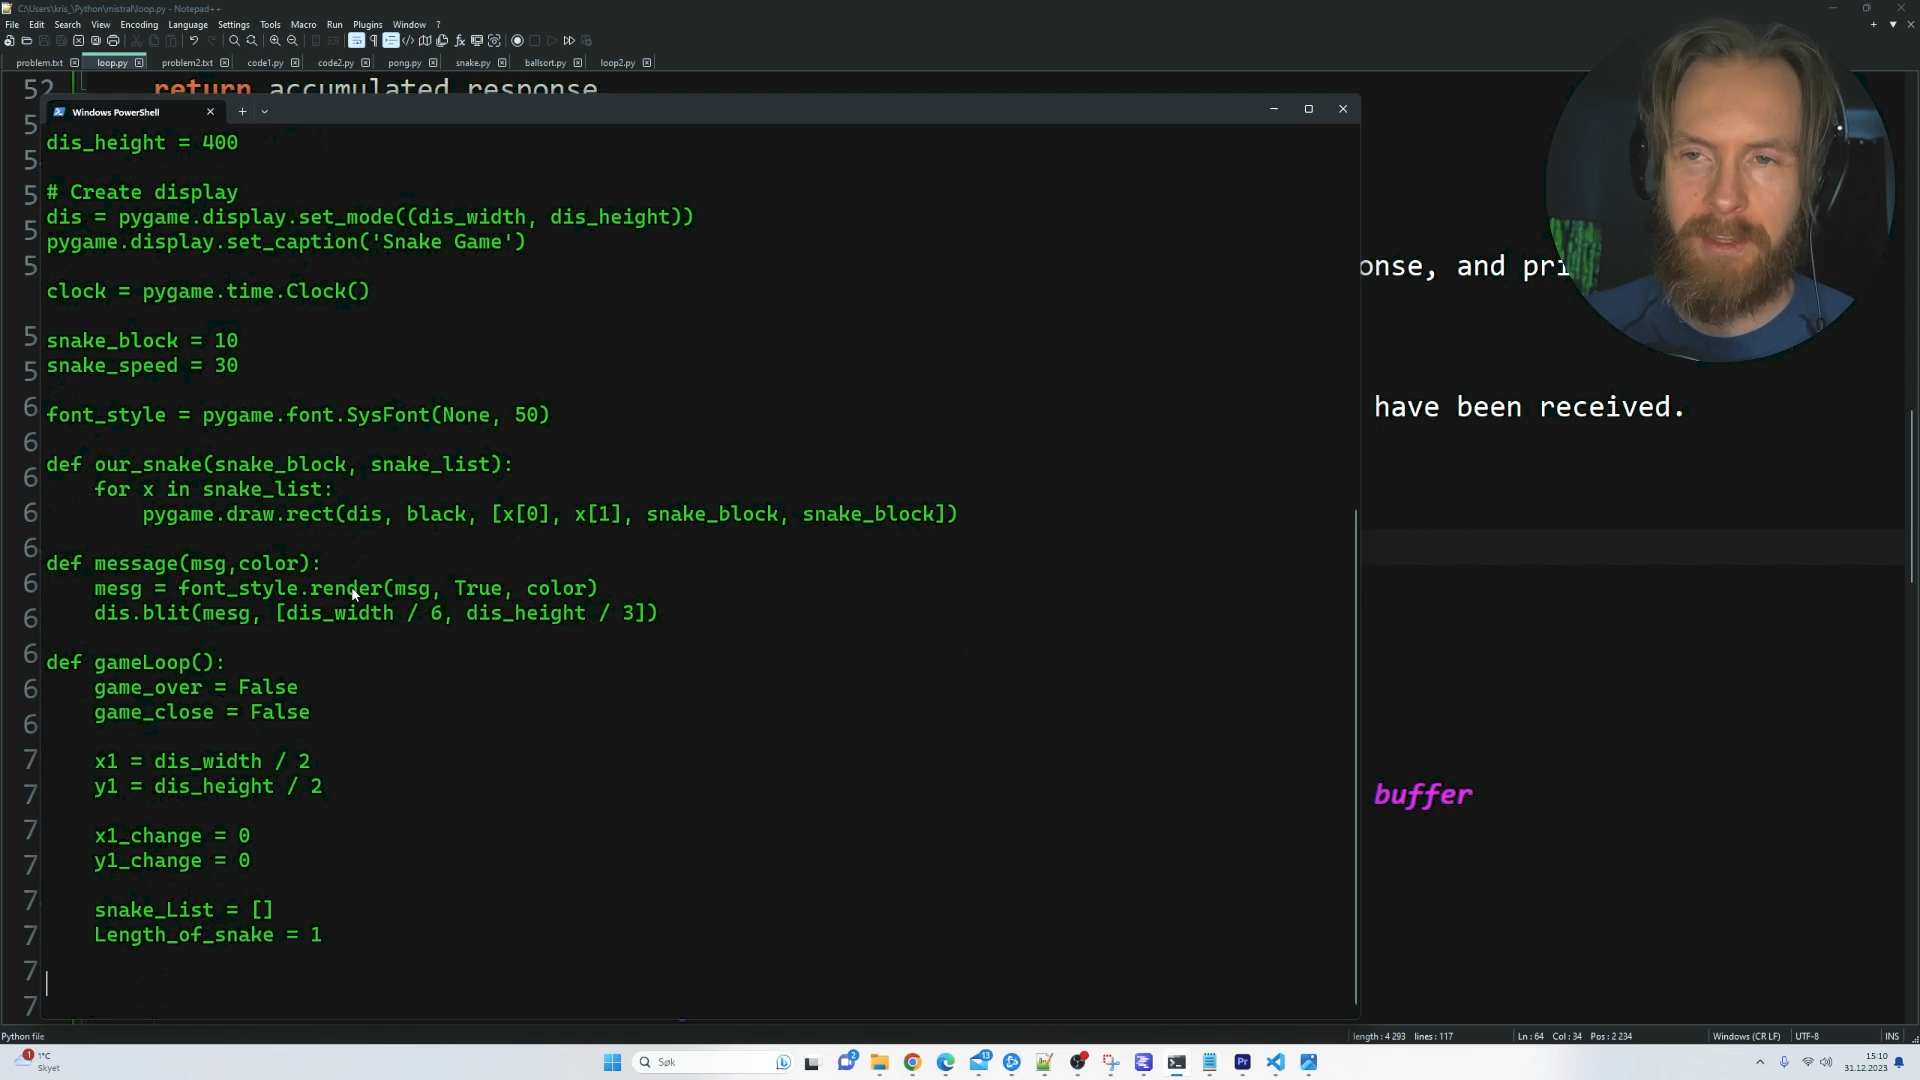 C:\Users\kris_\Python\mistral\loop.py - Notepad++
File Edit Search View Encoding Language Settings Tools Macro Run Plugins Window ?
problem.txt loop.py problem2.txt code1.py code2.py pong.py snake.py ballsort.py loop2.py
52 return accumulated response
Windows PowerShell
dis_height = 400
# Create display
dis = pygame.display.set_mode((dis_width, dis_height))
pygame.display.set_caption('Snake Game')
onse, and pri
clock = pygame.time.Clock()
snake_block = 10
snake_speed = 30
have been received.
font_style = pygame.font.SysFont(None, 50)
def our_snake(snake_block, snake_list):
for x in snake_list:
pygame.draw.rect(dis, black, [x[0], x[1], snake_block, snake_block])
def message(msg,color):
mesg = font_style.render(msg, True, color)
dis.blit(mesg, [dis_width / 6, dis_height / 3])
def gameLoop():
game_over = False
game_close = False
x1 = dis_width / 2
y1 = dis_height / 2
buffer
x1_change = 0
y1_change = 0
snake_List = []
Length_of_snake = 1
Python file length : 4 293 lines : 117 Ln : 64 Col : 34 Pos : 2 234 Windows (CR LF) UTF-8 INS
1°C
Skyet
Søk
15:10
31.12.2023